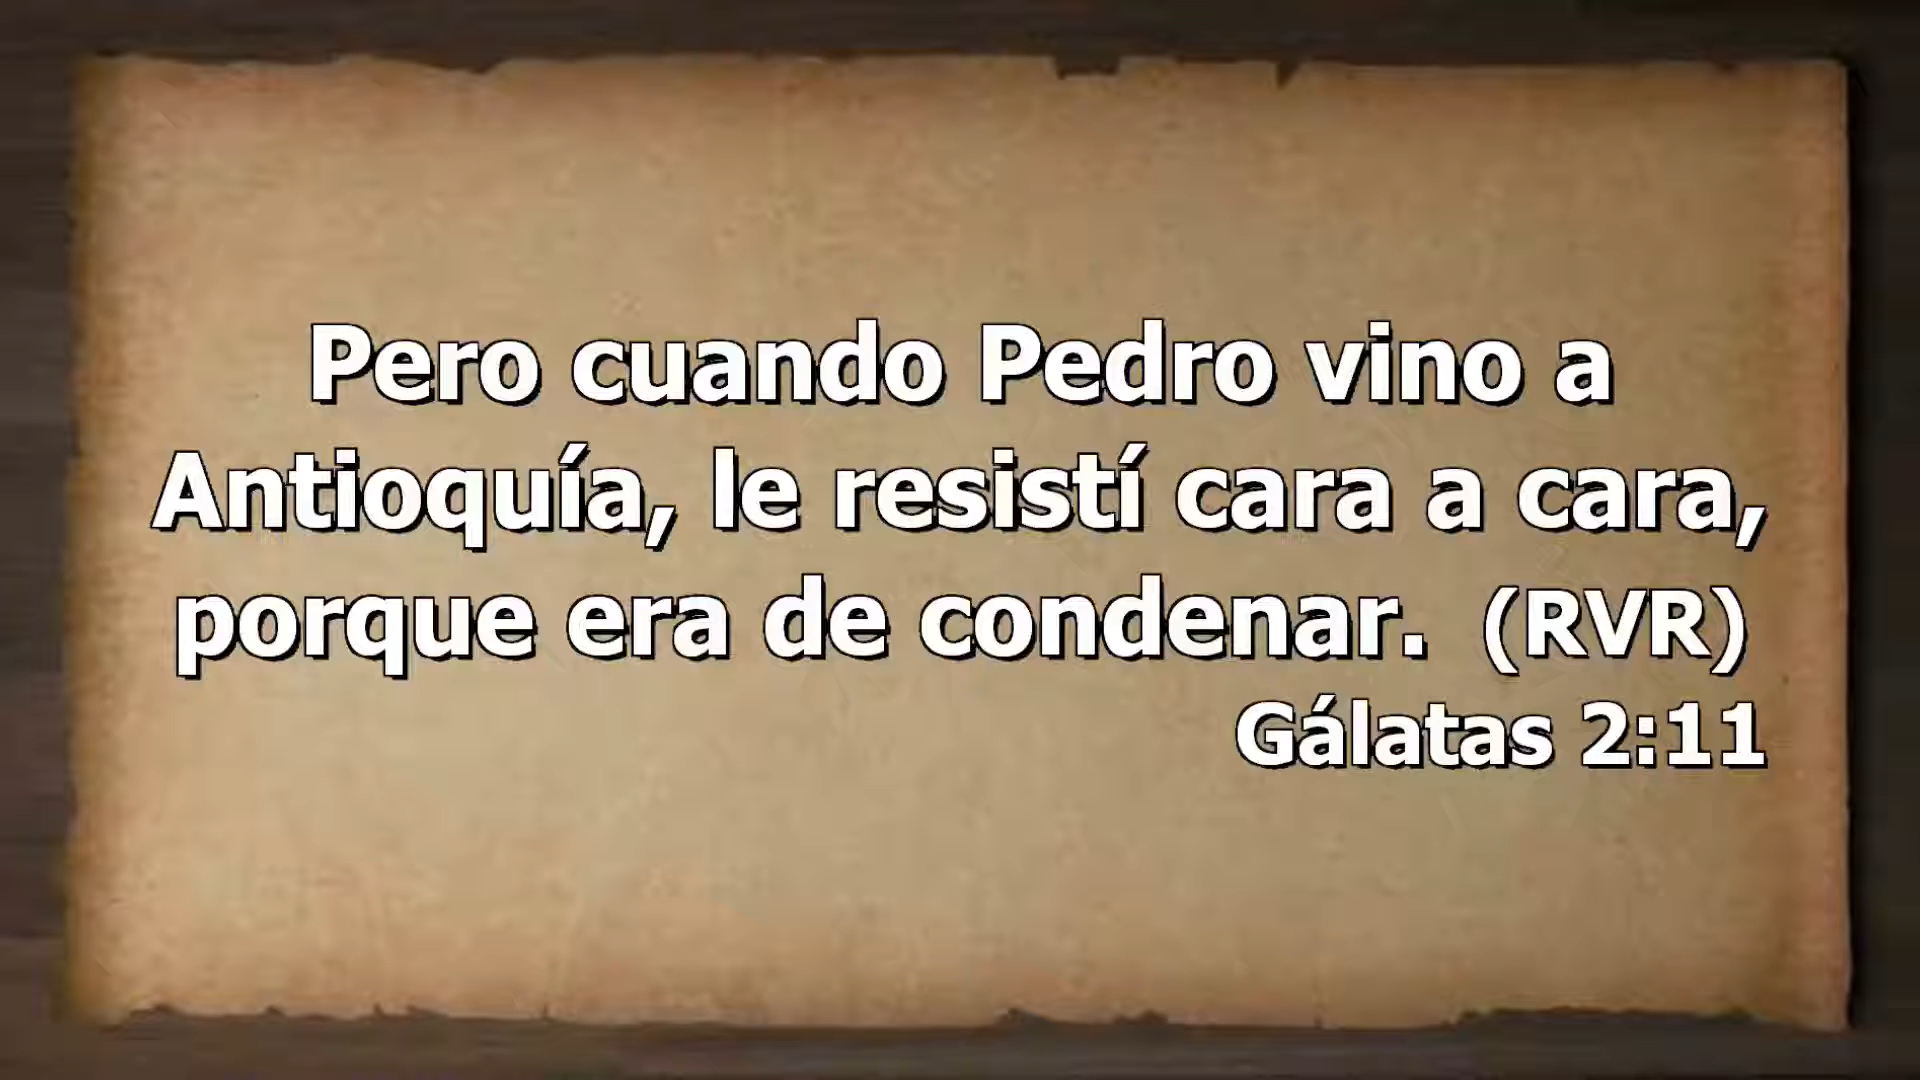 Pero cuando Pedro vino a
Antioquía, le resistí cara a cara,
porque era de condenar. (RVR)
Gálatas 2:11